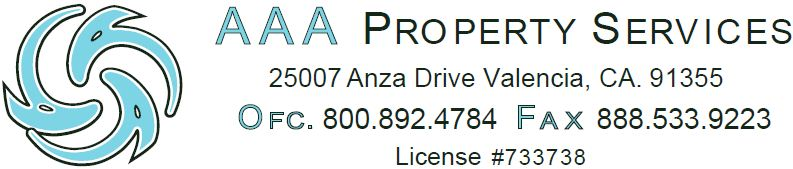 AAA PROPERTY SERVICES
25007 Anza Drive Valencia, CA. 91355
OFC. 800.892.4784 FAX 888.533.9223
License #733738